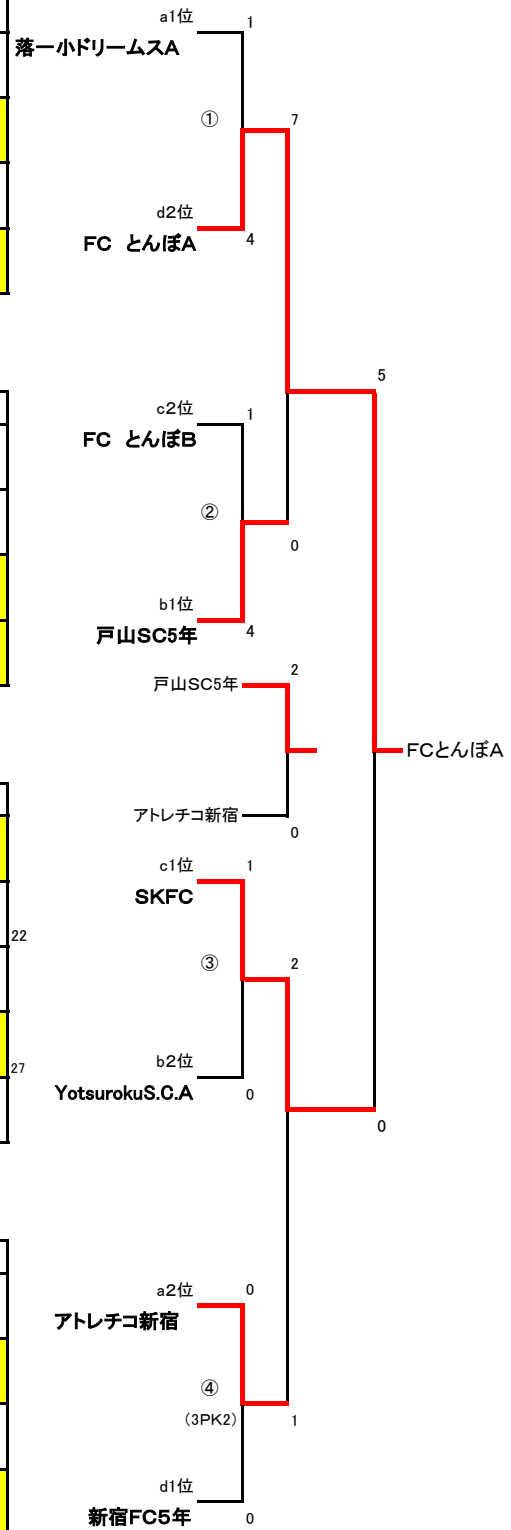 a1位 1
落一小ドリームスA
① 7
d2位
FC とんぼA 4
5
c2位 1
FC とんぼB
②
0
b1位
戸山SC5年 4
戸山SC5年 2
FCとんぼA
アトレチコ新宿
0
c1位 1
SKFC
22
③ 2
27
b2位
YotsurokuS.C.A 0
0
a2位 0
アトレチコ新宿
④
(3PK2) 1
d1位
新宿FC5年 0